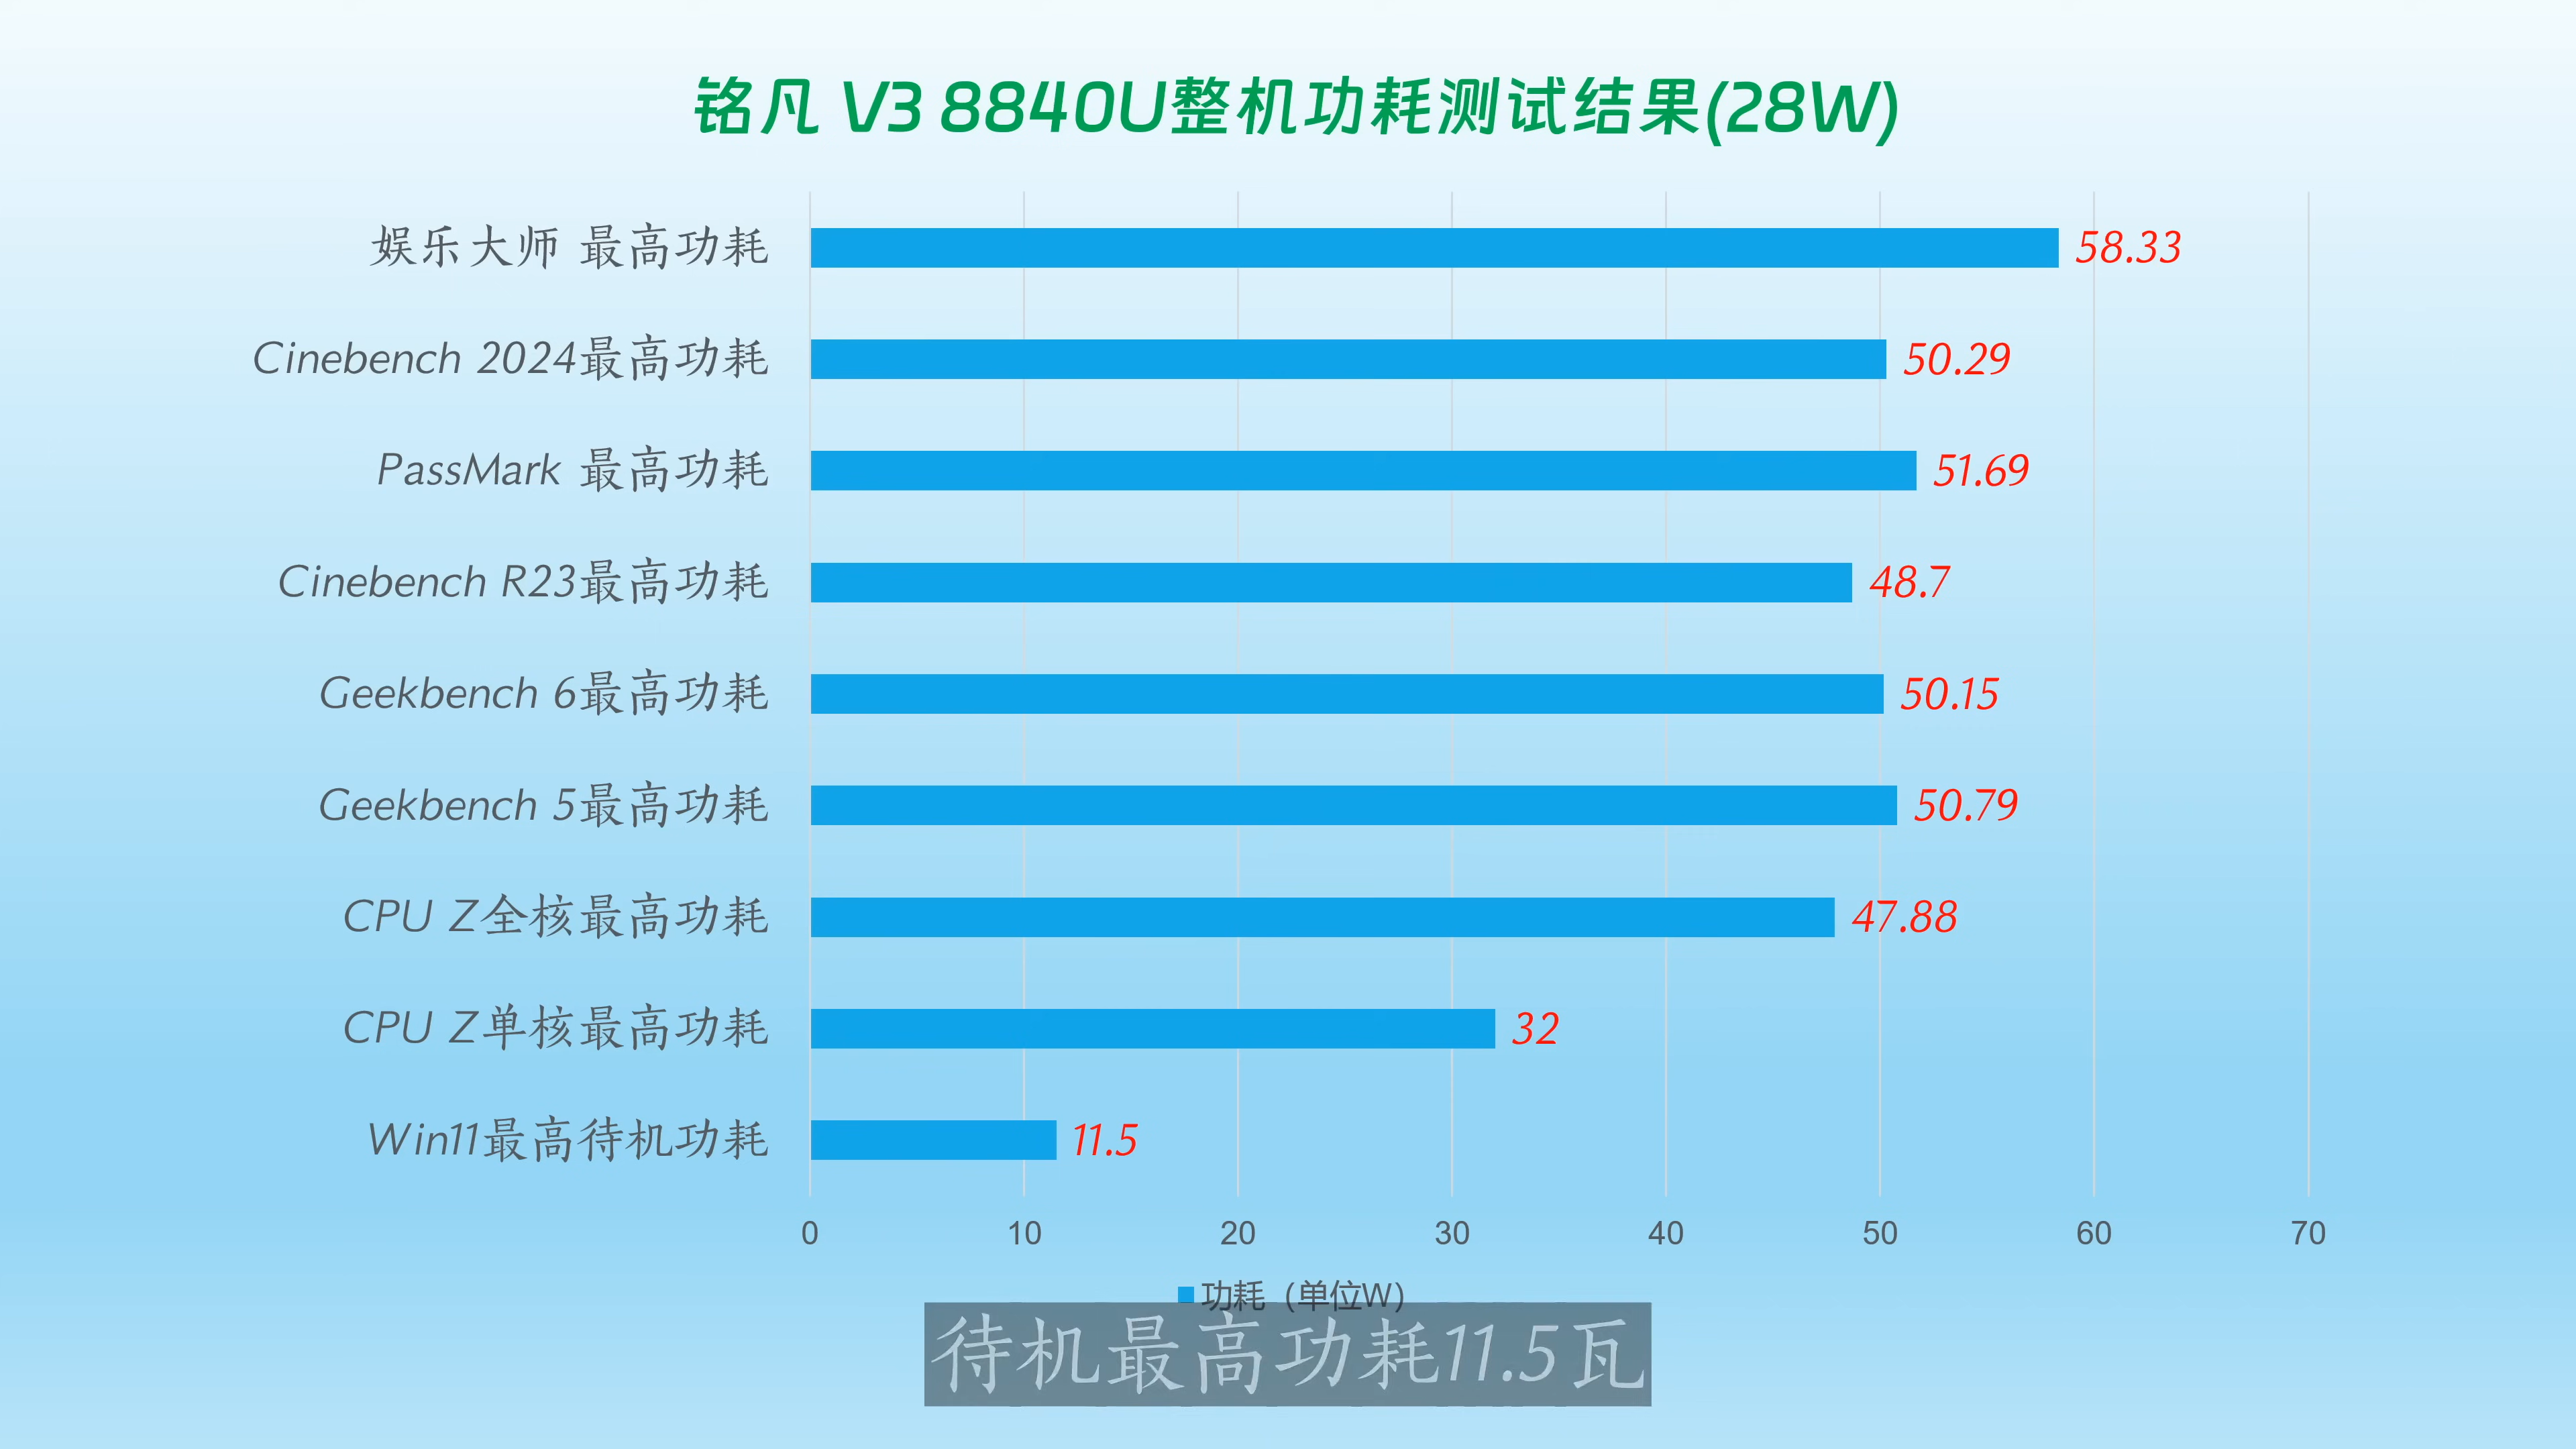 铭凡 V3 8840U整机功耗测试结果(28W)
娱乐大师 最高功耗 58.33
Cinebench 2024最高功耗 50.29
PassMark 最高功耗 51.69
Cinebench R23最高功耗 48.7
Geekbench 6最高功耗 50.15
Geekbench 5最高功耗 50.79
CPU Z全核最高功耗 47.88
CPU Z单核最高功耗 32
Win11最高待机功耗 11.5
0 10 20 30 40 50 60 70
功耗（单位W）
待机最高功耗11.5瓦